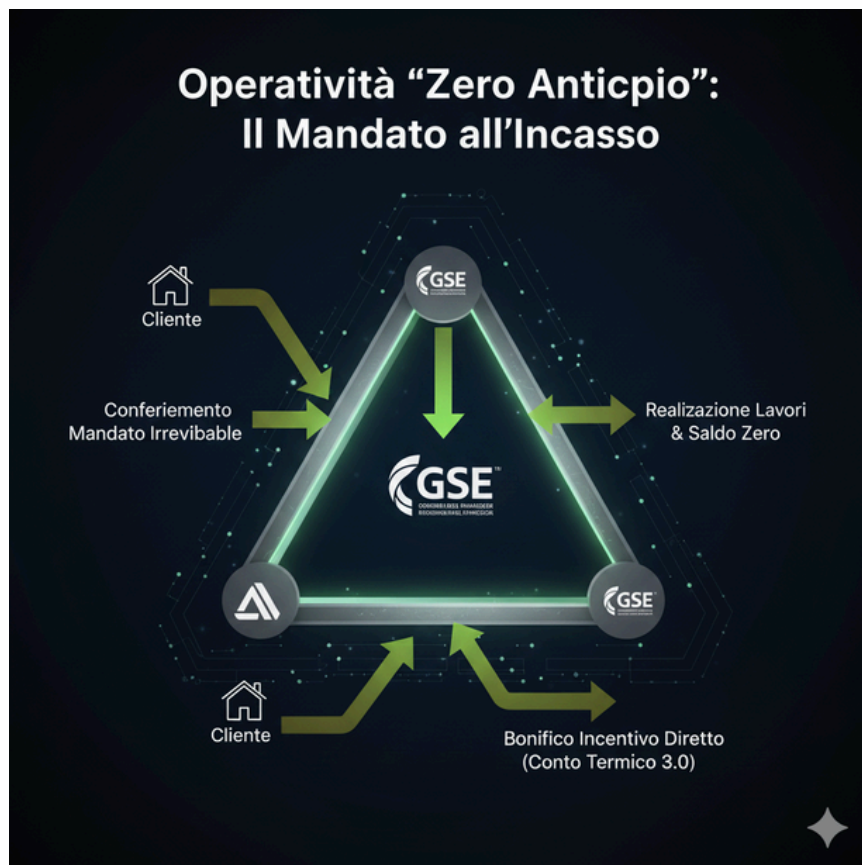 Operatività “Zero Anticpio”:
Il Mandato all’Incasso
GSE
Cliente
Conferiemento
Mandato Irrevibable
Realizazione Lavori
& Saldo Zero
GSE
GSE
Cliente
Bonifico Incentivo Diretto
(Conto Termico 3.0)